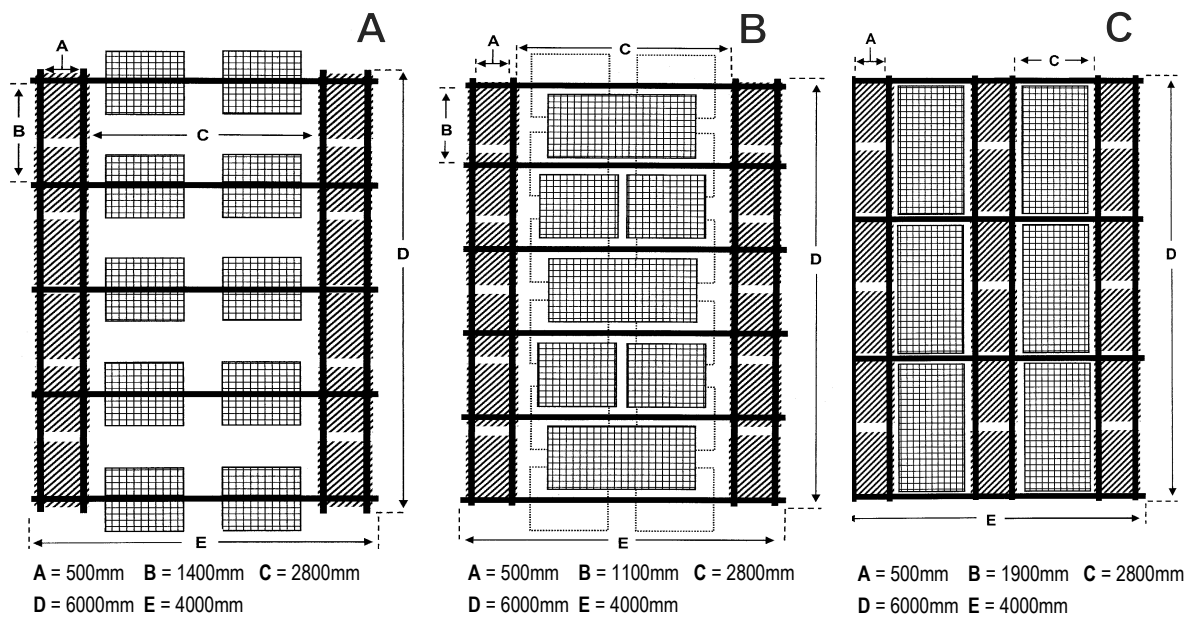 A
A
B
C
D
E
A = 500mm B = 1400mm C = 2800mm
D = 6000mm E = 4000mm
B
A
C
B
D
E
A = 500mm B = 1100mm C = 2800mm
D = 6000mm E = 4000mm
C
A
C
D
E
A = 500mm B = 1900mm C = 2800mm
D = 6000mm E = 4000mm